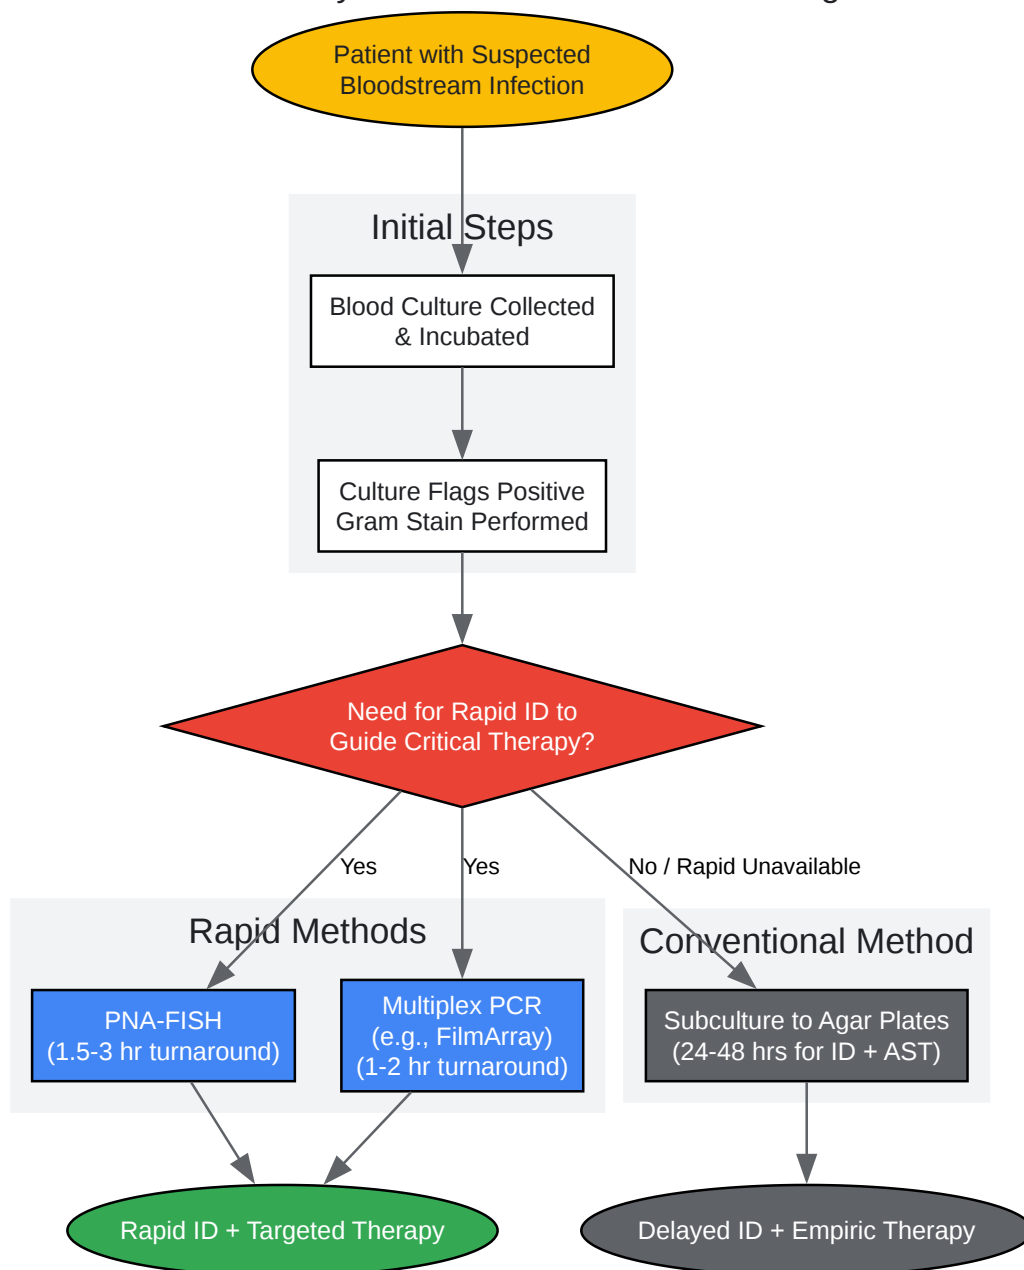 Patient with Suspected
Bloodstream Infection
Initial Steps
Blood Culture Collected
& Incubated
Culture Flags Positive
Gram Stain Performed
Need for Rapid ID to
Guide Critical Therapy?
Yes
Yes
No / Rapid Unavailable
Rapid Methods
Conventional Method
PNA-FISH
(1.5-3 hr turnaround)
Multiplex PCR
(e.g., FilmArray)
(1-2 hr turnaround)
Subculture to Agar Plates
(24-48 hrs for ID + AST)
Rapid ID + Targeted Therapy
Delayed ID + Empiric Therapy